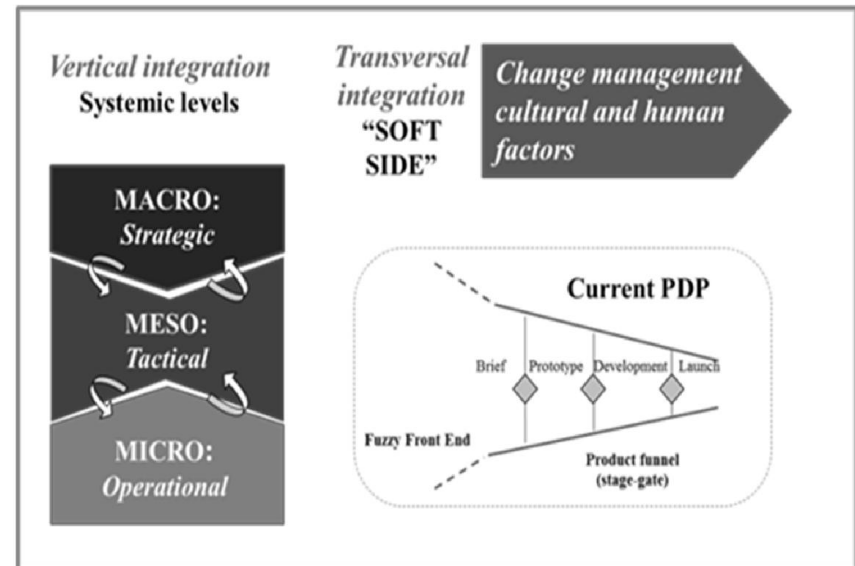 Vertical integration
Systemic levels
MACRO:
Strategic
MESO:
Tactical
MICRO:
Operational
Transversal
integration
“SOFT
SIDE”
Change management
cultural and human
factors
Current PDP
Brief Prototype Development Launch
Fuzzy Front End
Product funnel
(stage-gate)